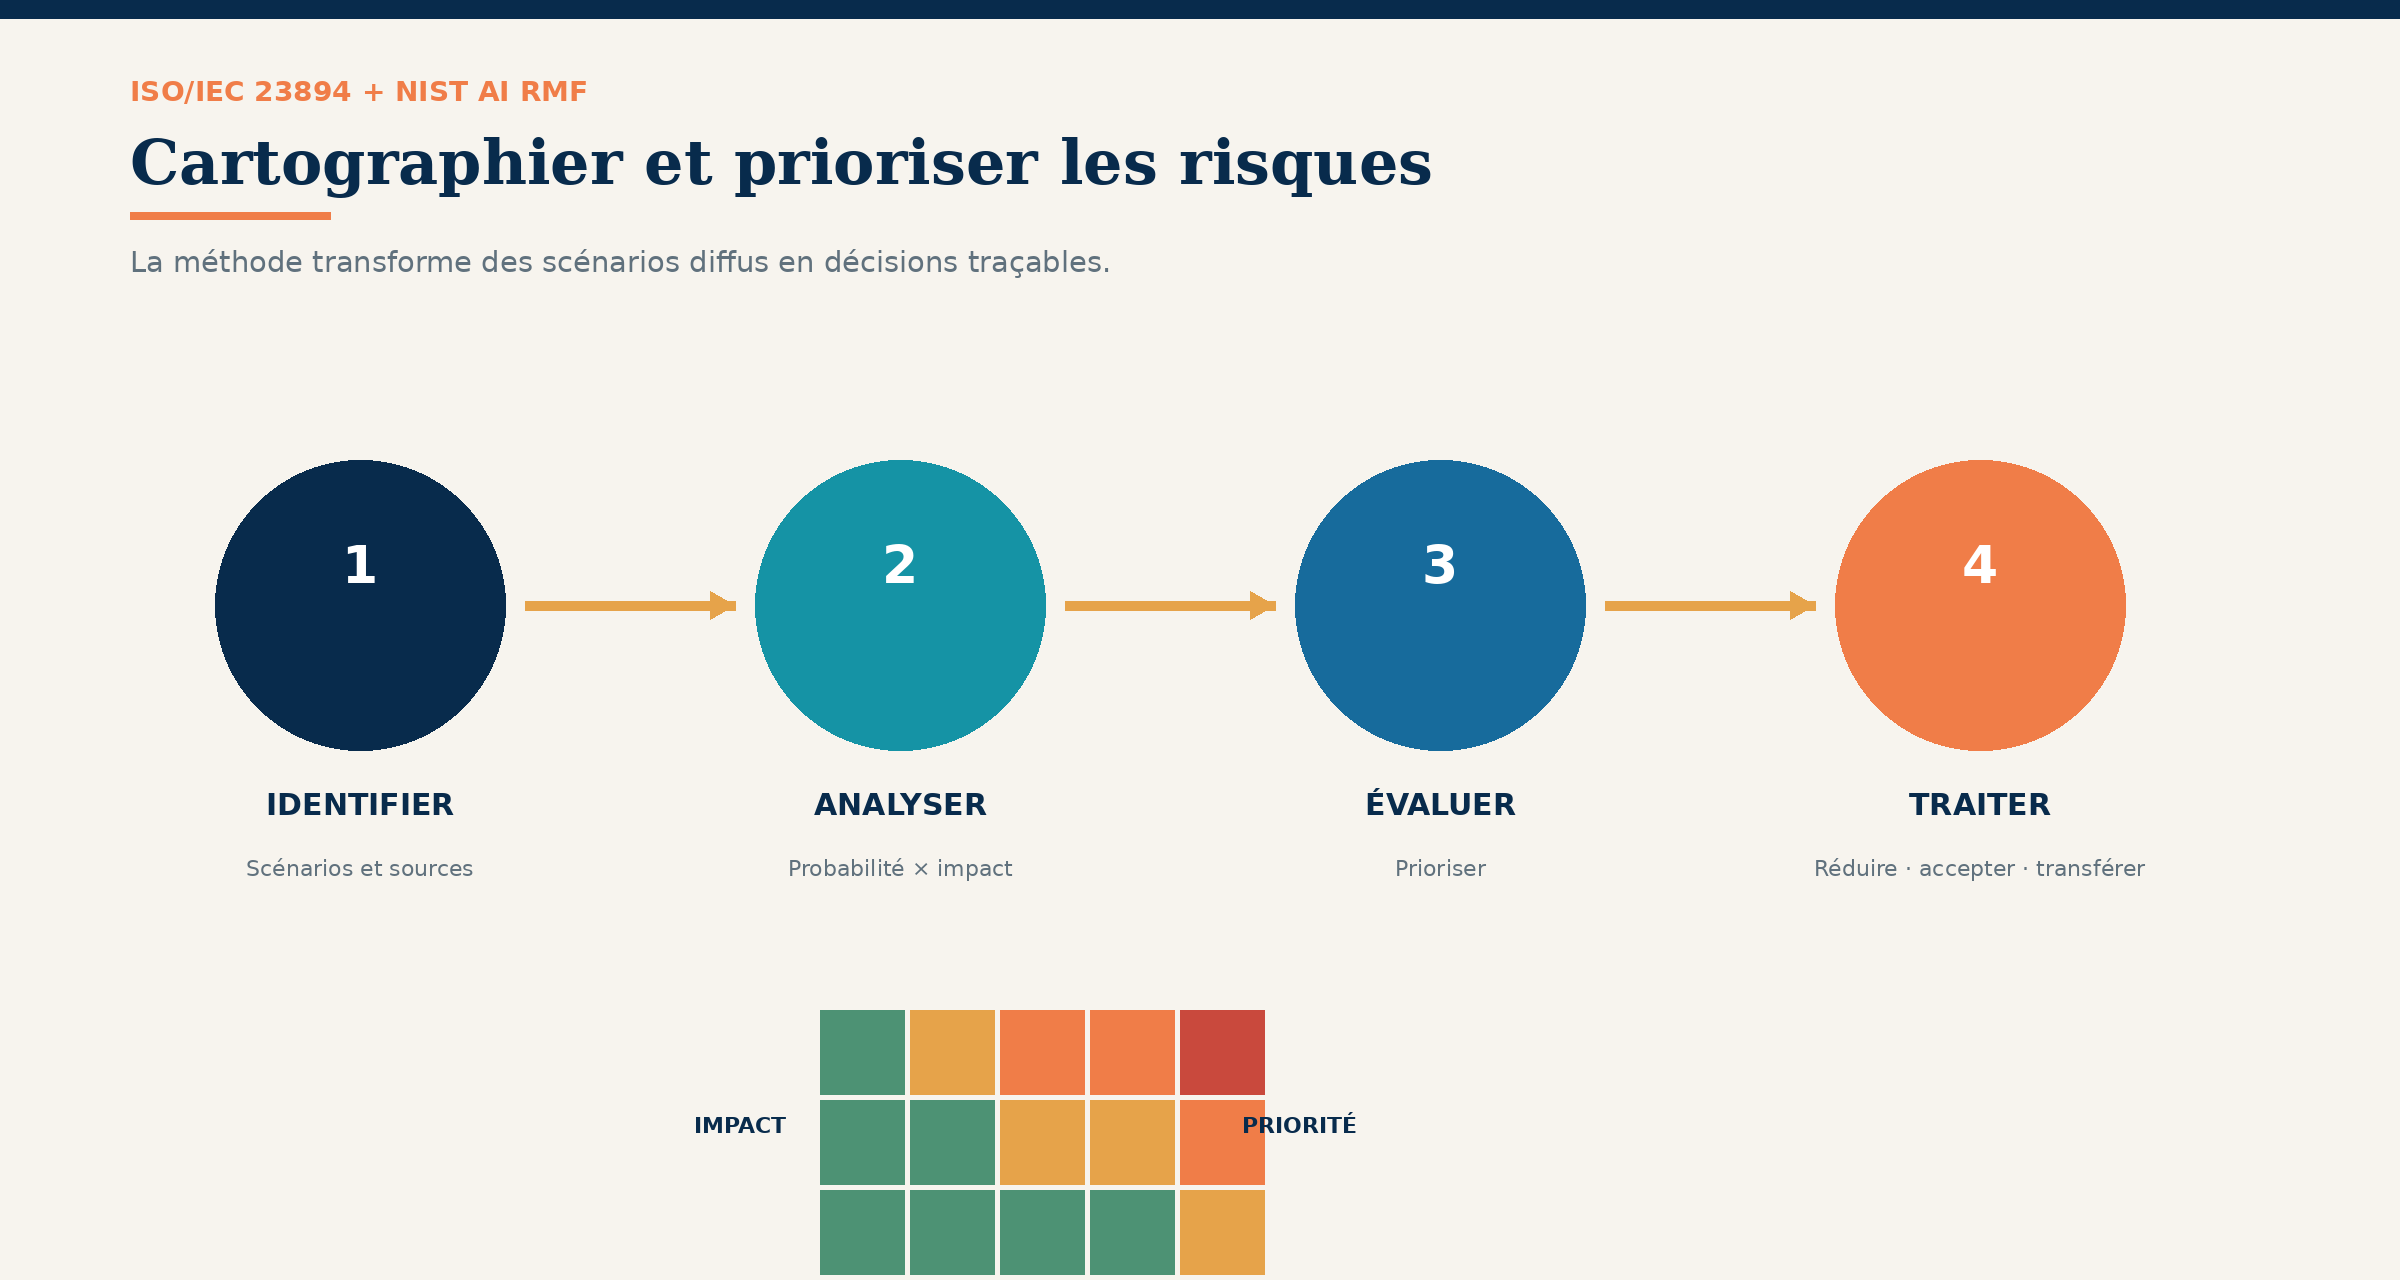 ISO/IEC 23894 + NIST AI RMF
Cartographier et prioriser les risques
La méthode transforme des scénarios diffus en décisions traçables.
1
2
3
4
IDENTIFIER
ANALYSER
ÉVALUER
TRAITER
Scénarios et sources
Probabilité × impact
Prioriser
Réduire · accepter · transférer
IMPACT
PRIORITÉ